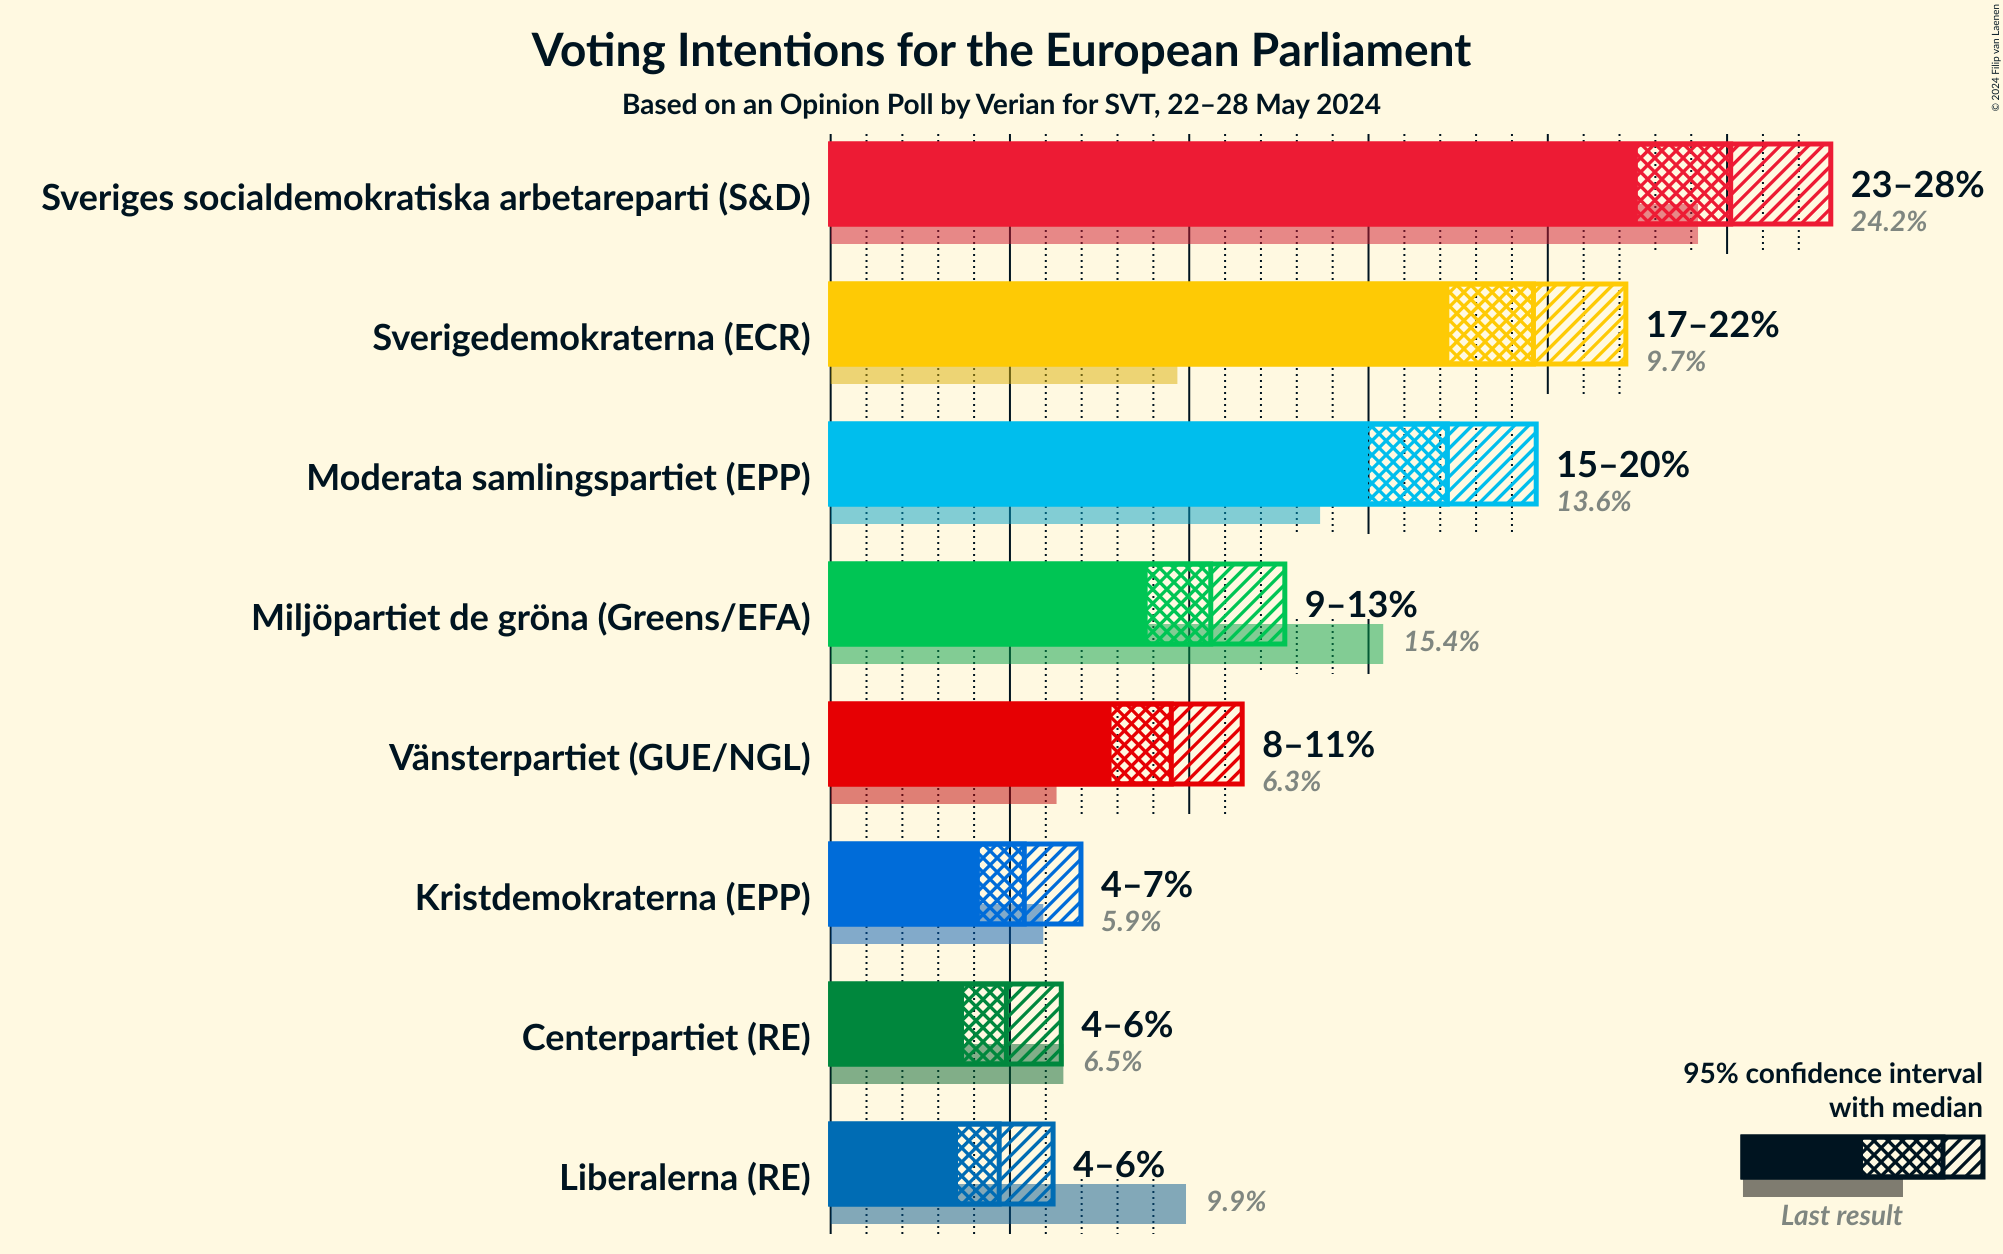 Voting Intentions for the European Parliament
Based on an Opinion Poll by Verian for SVT, 22–28 May 2024
© 2024 Filip van Laenen
Sveriges socialdemokratiska arbetareparti (S&D)
23–28%
24.2%
Sverigedemokraterna (ECR)
17–22%
9.7%
Moderata samlingspartiet (EPP)
15–20%
13.6%
Miljöpartiet de gröna (Greens/EFA)
9–13%
15.4%
Vänsterpartiet (GUE/NGL)
8–11%
6.3%
Kristdemokraterna (EPP)
4–7%
5.9%
Centerpartiet (RE)
4–6%
6.5%
Liberalerna (RE)
4–6%
9.9%
95% confidence interval
with median
Last result